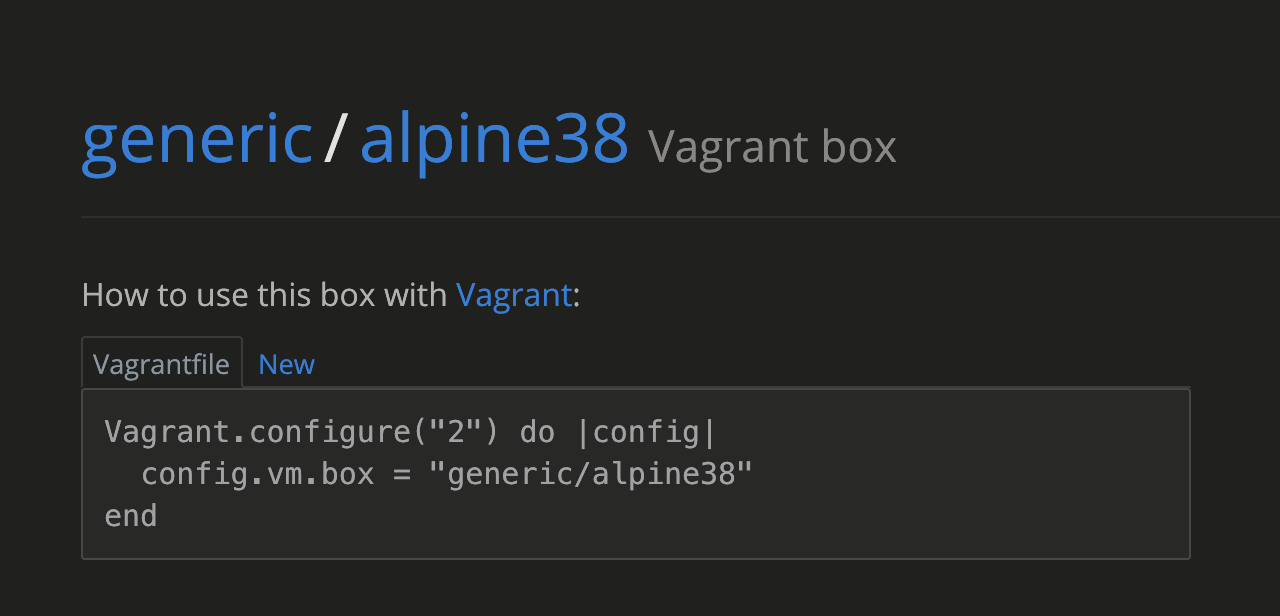 generic / alpine38 Vagrant box
How to use this box with Vagrant:
Vagrantfile New
Vagrant.configure("2") do |config|
  config.vm.box = "generic/alpine38"
end